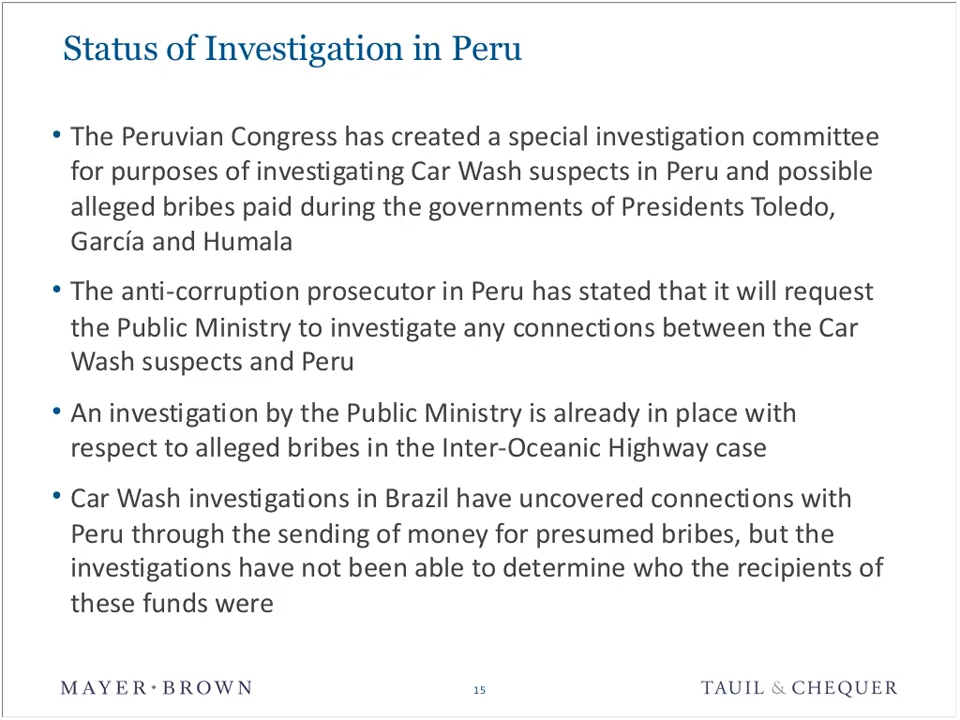 Status of Investigation in Peru
• The Peruvian Congress has created a special investigation committee
for purposes of investigating Car Wash suspects in Peru and possible
alleged bribes paid during the governments of Presidents Toledo,
García and Humala
• The anti-corruption prosecutor in Peru has stated that it will request
the Public Ministry to investigate any connections between the Car
Wash suspects and Peru
• An investigation by the Public Ministry is already in place with
respect to alleged bribes in the Inter-Oceanic Highway case
• Car Wash investigations in Brazil have uncovered connections with
Peru through the sending of money for presumed bribes, but the
investigations have not been able to determine who the recipients of
these funds were
MAYER • BROWN
15
TAUIL & CHEQUER